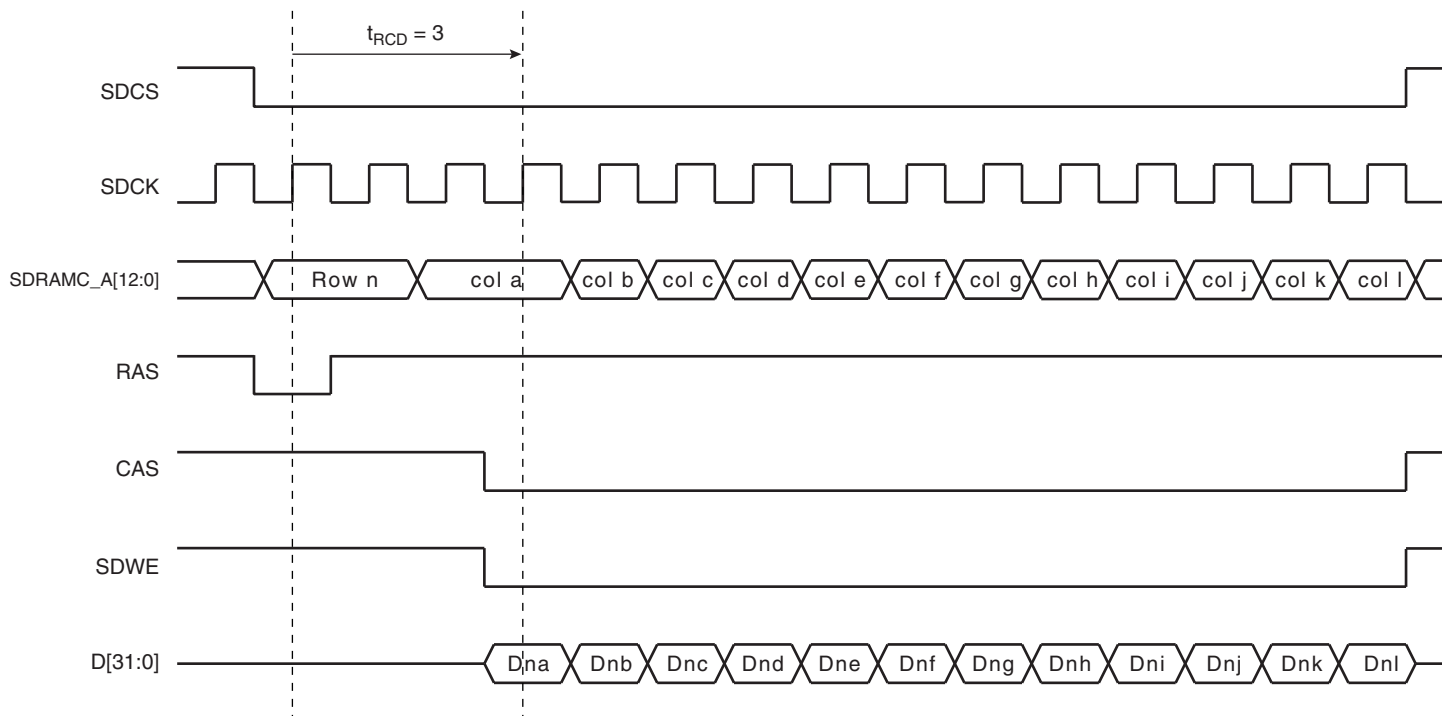 tRCD = 3
SDCS
SDCK
SDRAMC_A[12:0] Row n col a col b col c col d col e col f col g col h col i col j col k col l
RAS
CAS
SDWE
D[31:0] Dna Dnb Dnc Dnd Dne Dnf Dng Dnh Dni Dnj Dnk Dnl